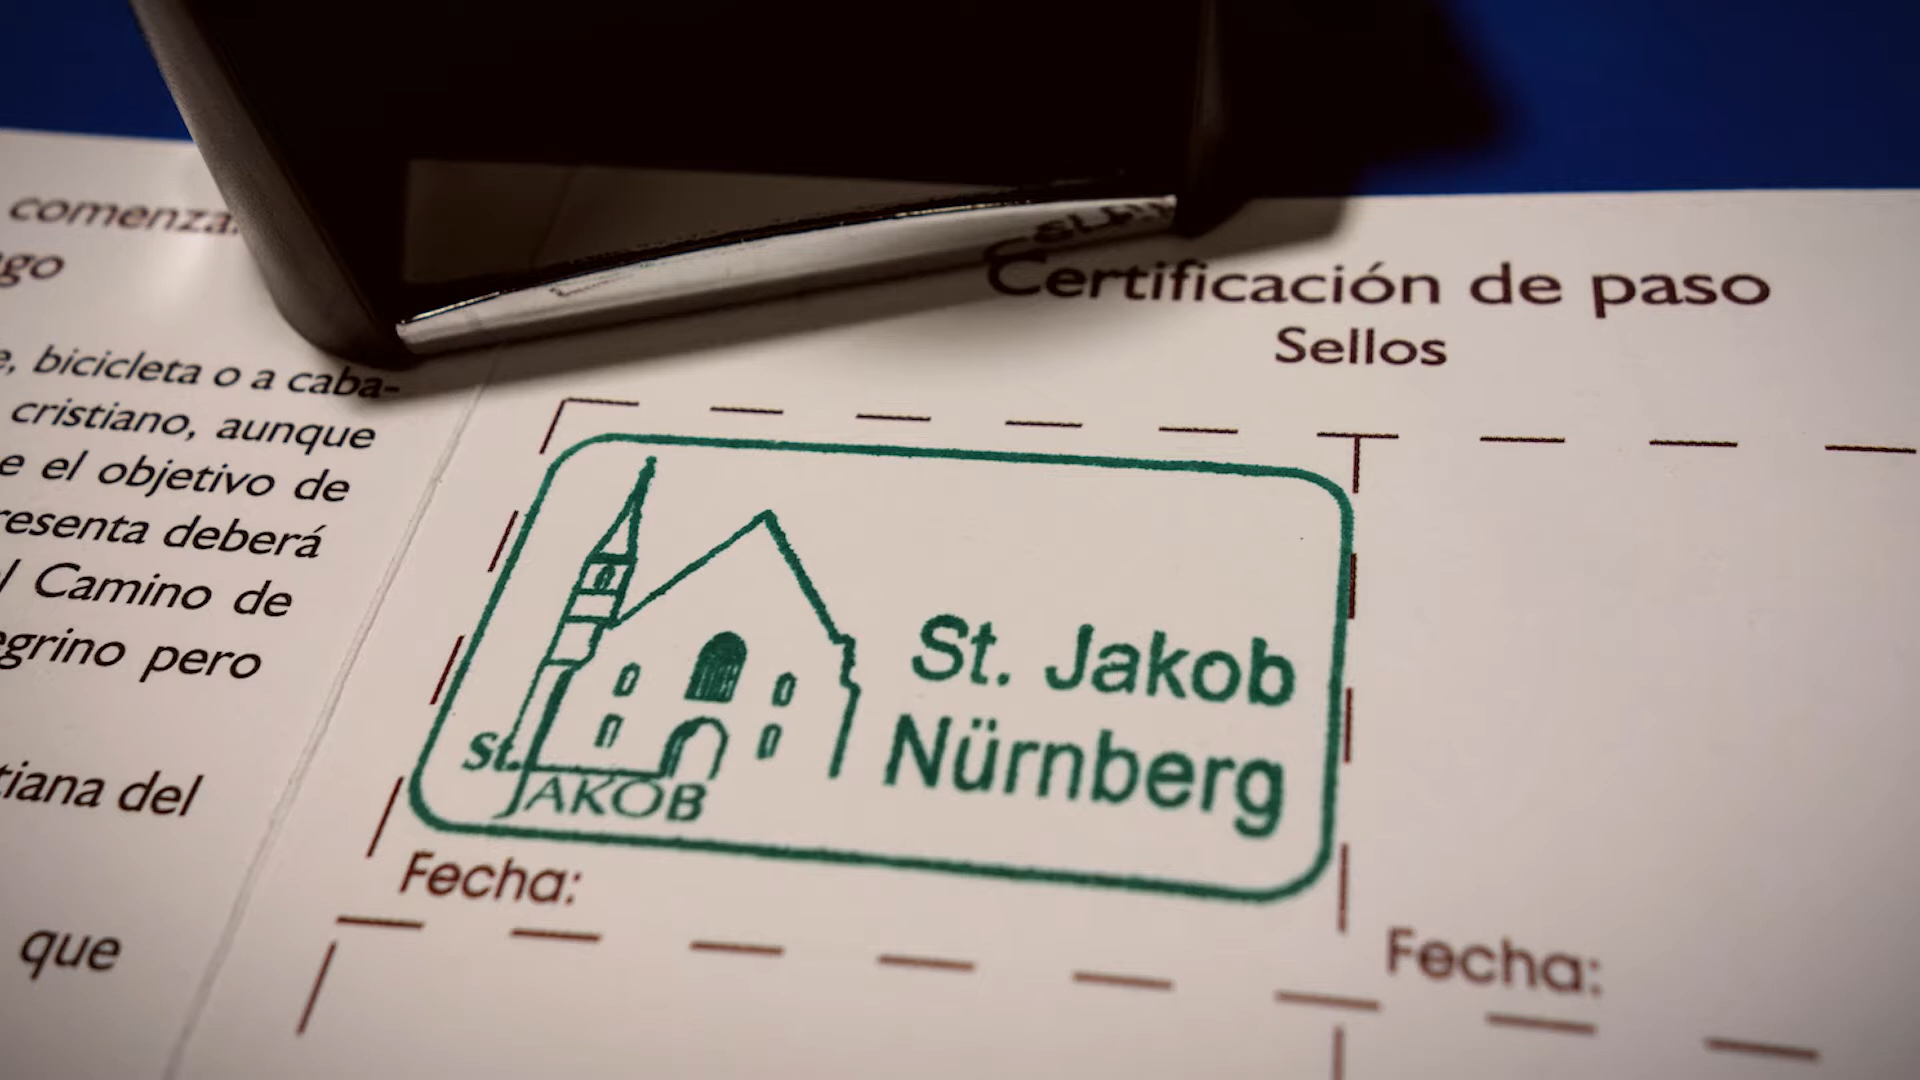 comenza
go
, bicicleta o a caba-
cristiano, aunque
e el objetivo de
resenta deberá
l Camino de
egrino pero
tiana del
que
Certificación de paso
Sellos
St. Jakob
Nürnberg
St.
JAKOB
Fecha:
Fecha: